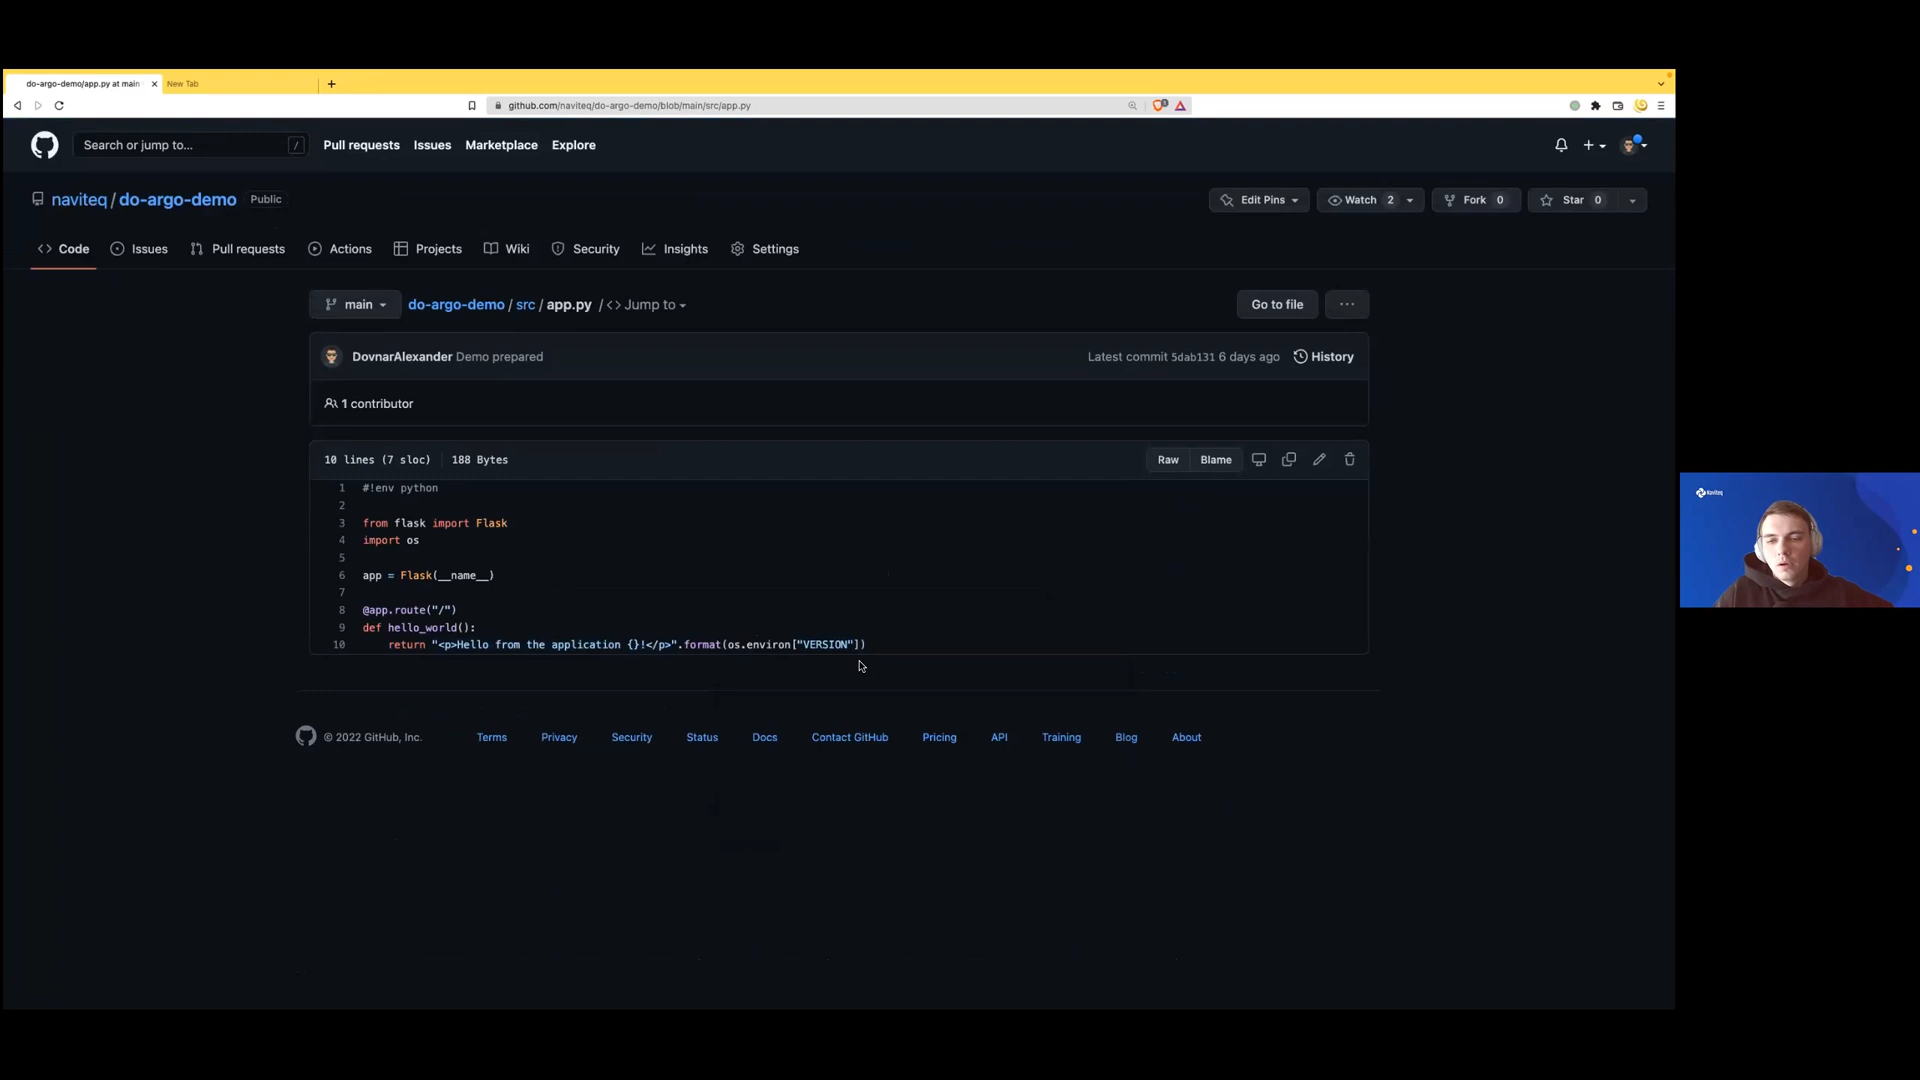 do-argo-demo/app.py at main
New Tab
github.com/naviteq/do-argo-demo/blob/main/src/app.py
1
Search or jump to...
/
Pull requests
Issues
Marketplace
Explore
naviteq / do-argo-demo
Public
Edit Pins
Watch 2
Fork 0
Star 0
Code
Issues
Pull requests
Actions
Projects
Wiki
Security
Insights
Settings
main
do-argo-demo / src / app.py / <> Jump to
Go to file
...
DovnarAlexander Demo prepared
Latest commit 5dab131 6 days ago
History
1 contributor
10 lines (7 sloc)
188 Bytes
Raw
Blame
1 #!env python
2
3 from flask import Flask
4 import os
5
6 app = Flask(__name__)
7
8 @app.route("/")
9 def hello_world():
10 return "<p>Hello from the application {}!</p>".format(os.environ["VERSION"])
Naviteq
© 2022 GitHub, Inc.
Terms
Privacy
Security
Status
Docs
Contact GitHub
Pricing
API
Training
Blog
About